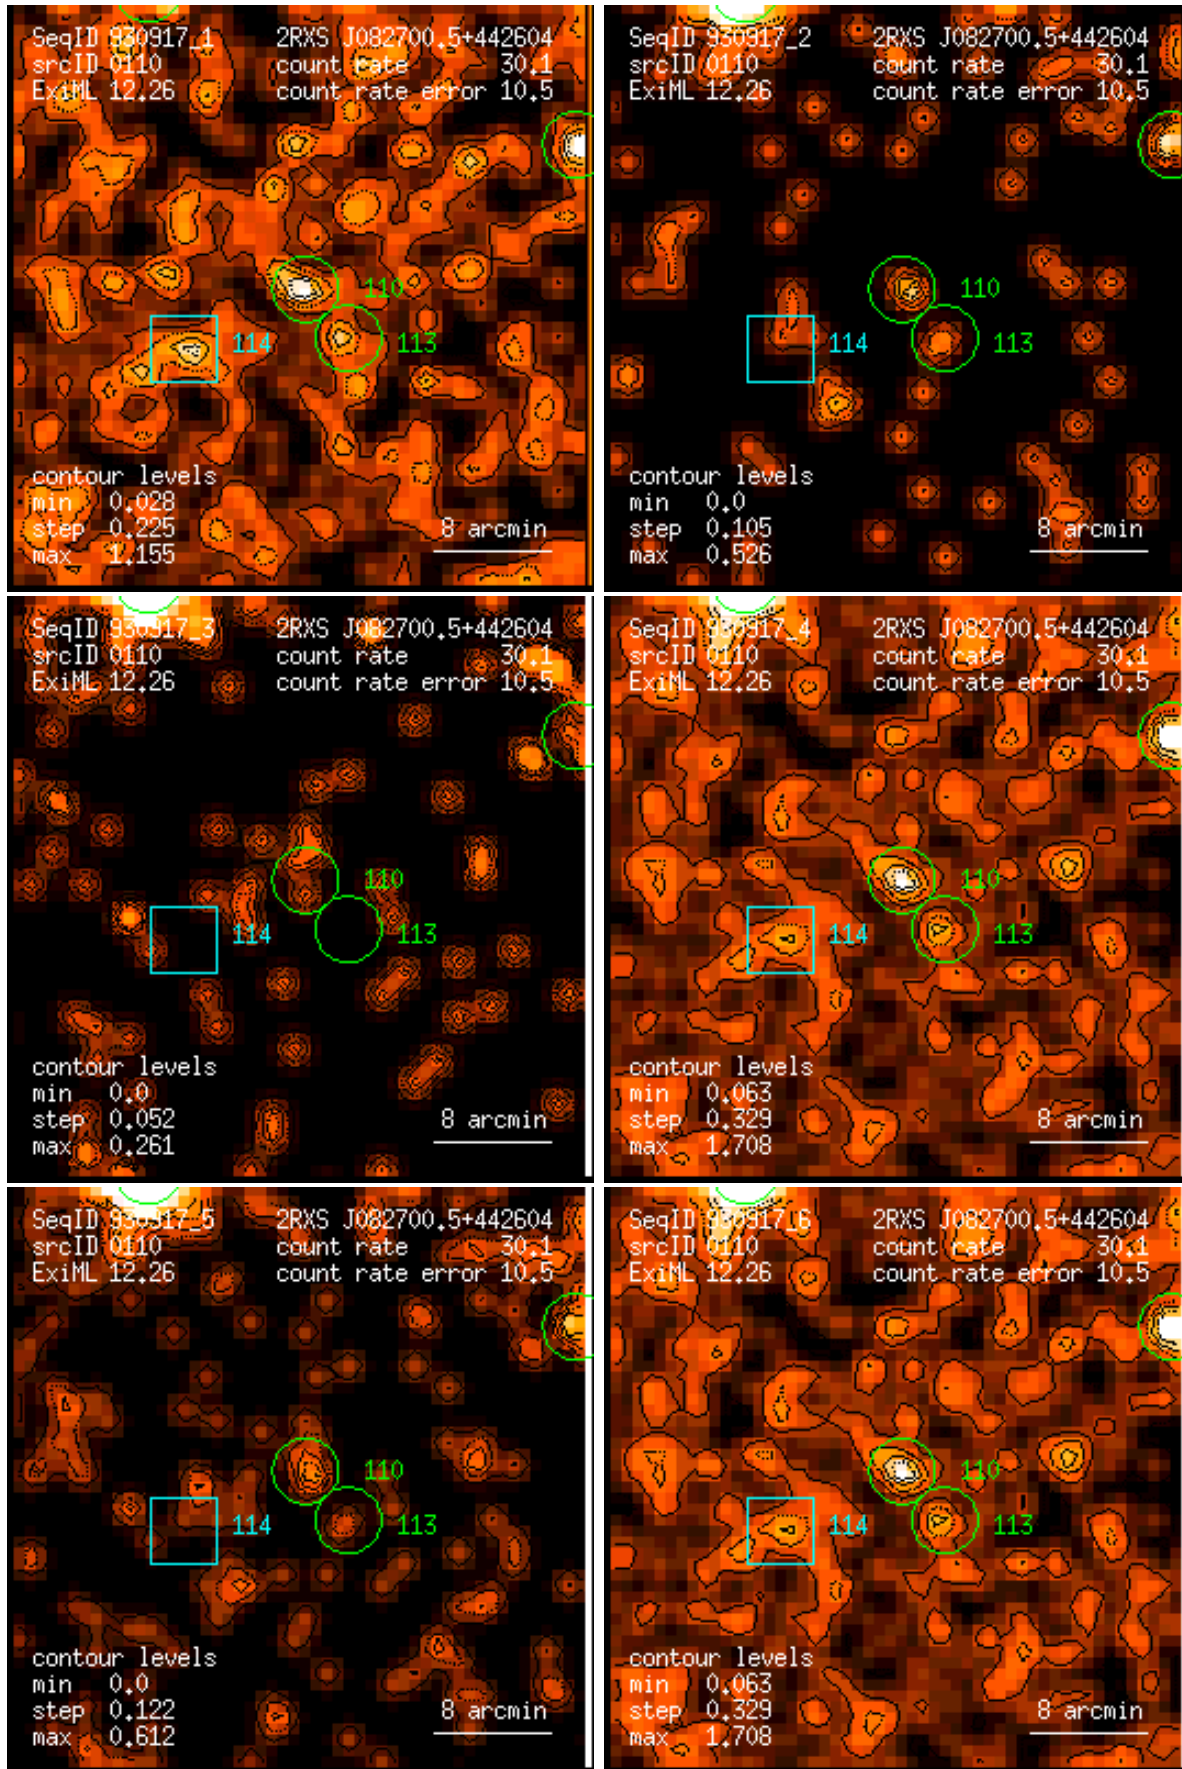 SeqID 930917_1 2RXS J082700.5+442604
srcID 0110 count rate 30.1
ExiML 12.26 count rate error 10.5
110
114 113
contour levels
min 0.028
step 0.225 8 arcmin
max 1.155
SeqID 930917_2 2RXS J082700.5+442604
srcID 0110 count rate 30.1
ExiML 12.26 count rate error 10.5
110
114 113
contour levels
min 0.0
step 0.105 8 arcmin
max 0.526
SeqID 930917_3 2RXS J082700.5+442604
srcID 0110 count rate 30.1
ExiML 12.26 count rate error 10.5
110
114 113
contour levels
min 0.0
step 0.052 8 arcmin
max 0.261
SeqID 930917_4 2RXS J082700.5+442604
srcID 0110 count rate 30.1
ExiML 12.26 count rate error 10.5
110
114 113
contour levels
min 0.063
step 0.329 8 arcmin
max 1.708
SeqID 930917_5 2RXS J082700.5+442604
srcID 0110 count rate 30.1
ExiML 12.26 count rate error 10.5
110
114 113
contour levels
min 0.0
step 0.122 8 arcmin
max 0.612
SeqID 930917_6 2RXS J082700.5+442604
srcID 0110 count rate 30.1
ExiML 12.26 count rate error 10.5
110
114 113
contour levels
min 0.063
step 0.329 8 arcmin
max 1.708